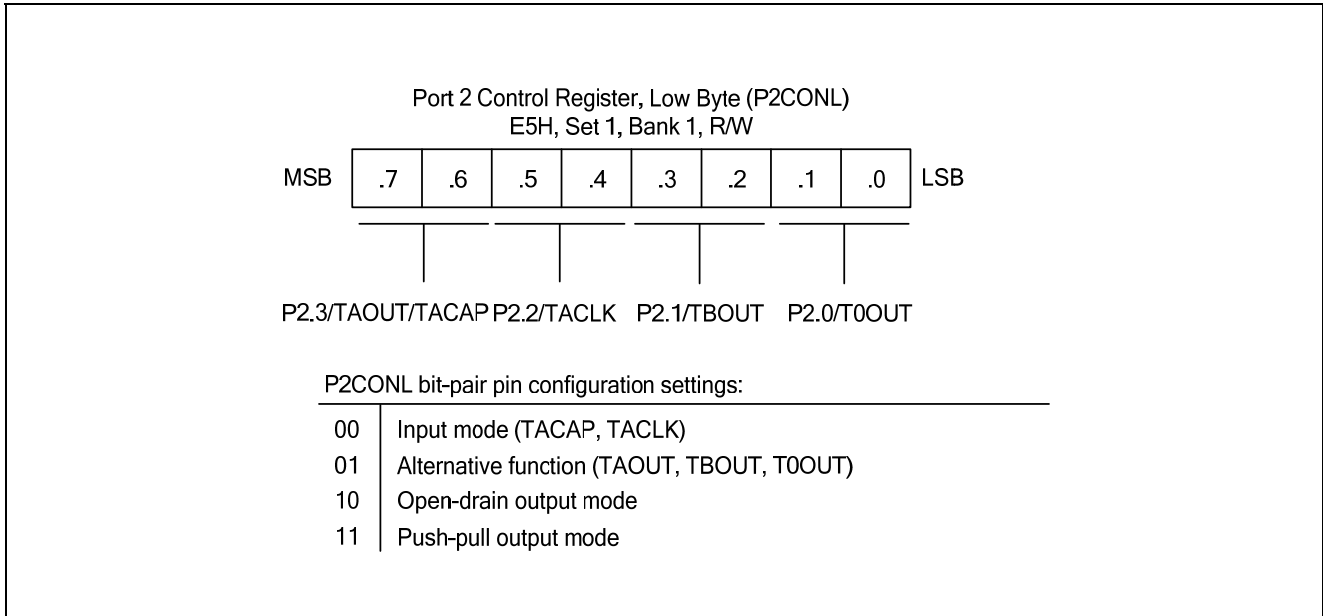 Port 2 Control Register, Low Byte (P2CONL)
E5H, Set 1, Bank 1, R/W
MSB .7 .6 .5 .4 .3 .2 .1 .0 LSB
P2.3/TAOUT/TACAP P2.2/TACLK P2.1/TBOUT P2.0/T0OUT
P2CONL bit-pair pin configuration settings:
00 Input mode (TACAP, TACLK)
01 Alternative function (TAOUT, TBOUT, T0OUT)
10 Open-drain output mode
11 Push-pull output mode